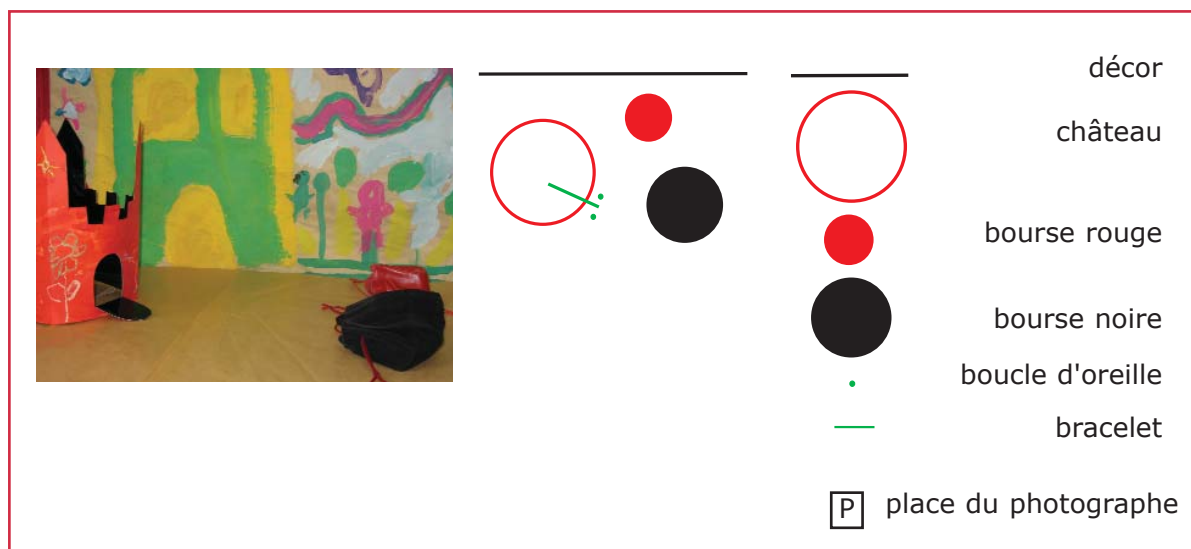 décor
château
bourse rouge
bourse noire
boucle d'oreille
bracelet
P place du photographe